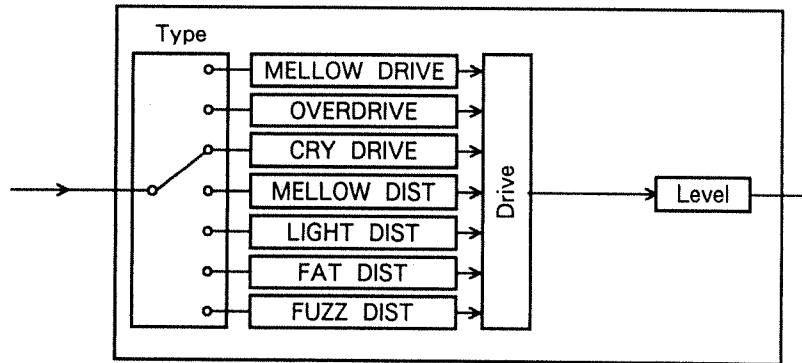 Type
MELLOW DRIVE
OVERDRIVE
CRY DRIVE
MELLOW DIST
LIGHT DIST
FAT DIST
FUZZ DIST
Drive
Level